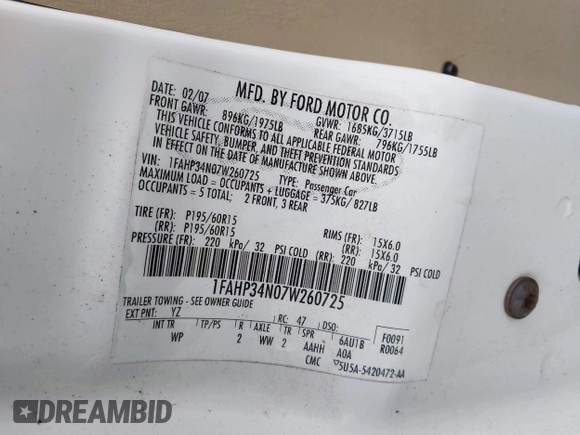 MFD. BY FORD MOTOR CO.
DATE: 02/07 GVWR: 1685KG/3715LB
FRONT GAWR: 896KG/1975LB REAR GAWR: 796KG/1755LB
THIS VEHICLE CONFORMS TO ALL APPLICABLE FEDERAL MOTOR
VEHICLE SAFETY, BUMPER, AND THEFT PREVENTION STANDARDS
IN EFFECT ON THE DATE OF MANUFACTURE SHOWN ABOVE.
VIN: 1FAHP34N07W260725 TYPE: Passenger Car
MAXIMUM LOAD = OCCUPANTS + LUGGAGE = 375KG/827LB
OCCUPANTS = 5 TOTAL; 2 FRONT, 3 REAR
TIRE (FR): P195/60R15 RIMS (FR): 15X6.0
(RR): P195/60R15 (RR): 15X6.0
PRESSURE (FR): 220 kPa/ 32 PSI COLD (RR): 220 kPa/ 32 PSI COLD
1FAHP34N07W260725
TRAILER TOWING - SEE OWNER GUIDE
EXT PNT: YZ RC: 47 DSO: F0091
INT TR TP/PS R AXLE TR SPR 6AU1B R0064
WP 2 WW 2 AAHH A0A
CMC 5U5A-5420472-AA
DREAMBID